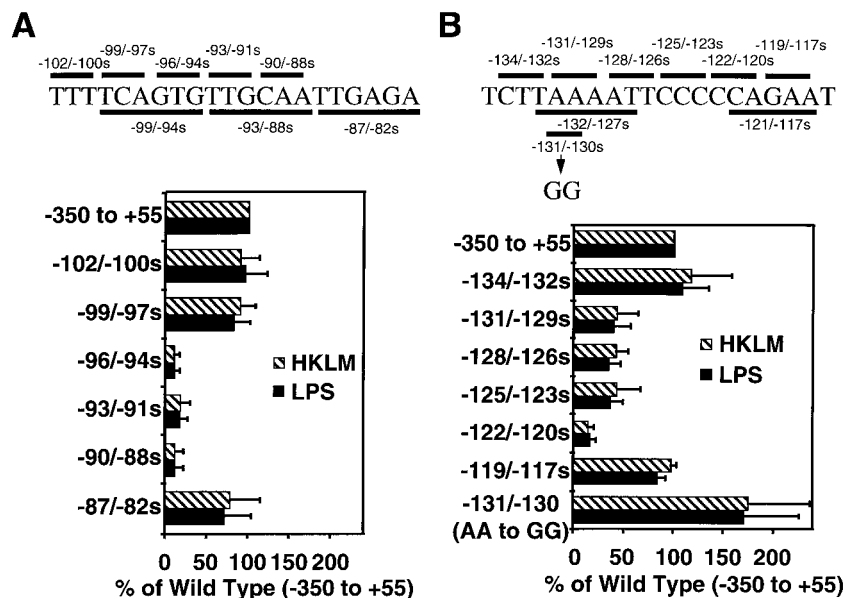 A
-99/-97s -93/-91s
-102/-100s -96/-94s -90/-88s
TTTTCAGTGTTGCAATTGAGA
-99/-94s -93/-88s -87/-82s
-350 to +55
-102/-100s
-99/-97s
-96/-94s
-93/-91s
-90/-88s
-87/-82s
HKLM
LPS
0 50 100 150 200
% of Wild Type (-350 to +55)
B
-131/-129s -125/-123s -119/-117s
-134/-132s -128/-126s -122/-120s
TCTTAAAATTCCCCCAGAAT
-132/-127s -121/-117s
-131/-130s
GG
-350 to +55
-134/-132s
-131/-129s
-128/-126s
-125/-123s
-122/-120s
-119/-117s
-131/-130
(AA to GG)
HKLM
LPS
0 50 100 150 200
% of Wild Type (-350 to +55)